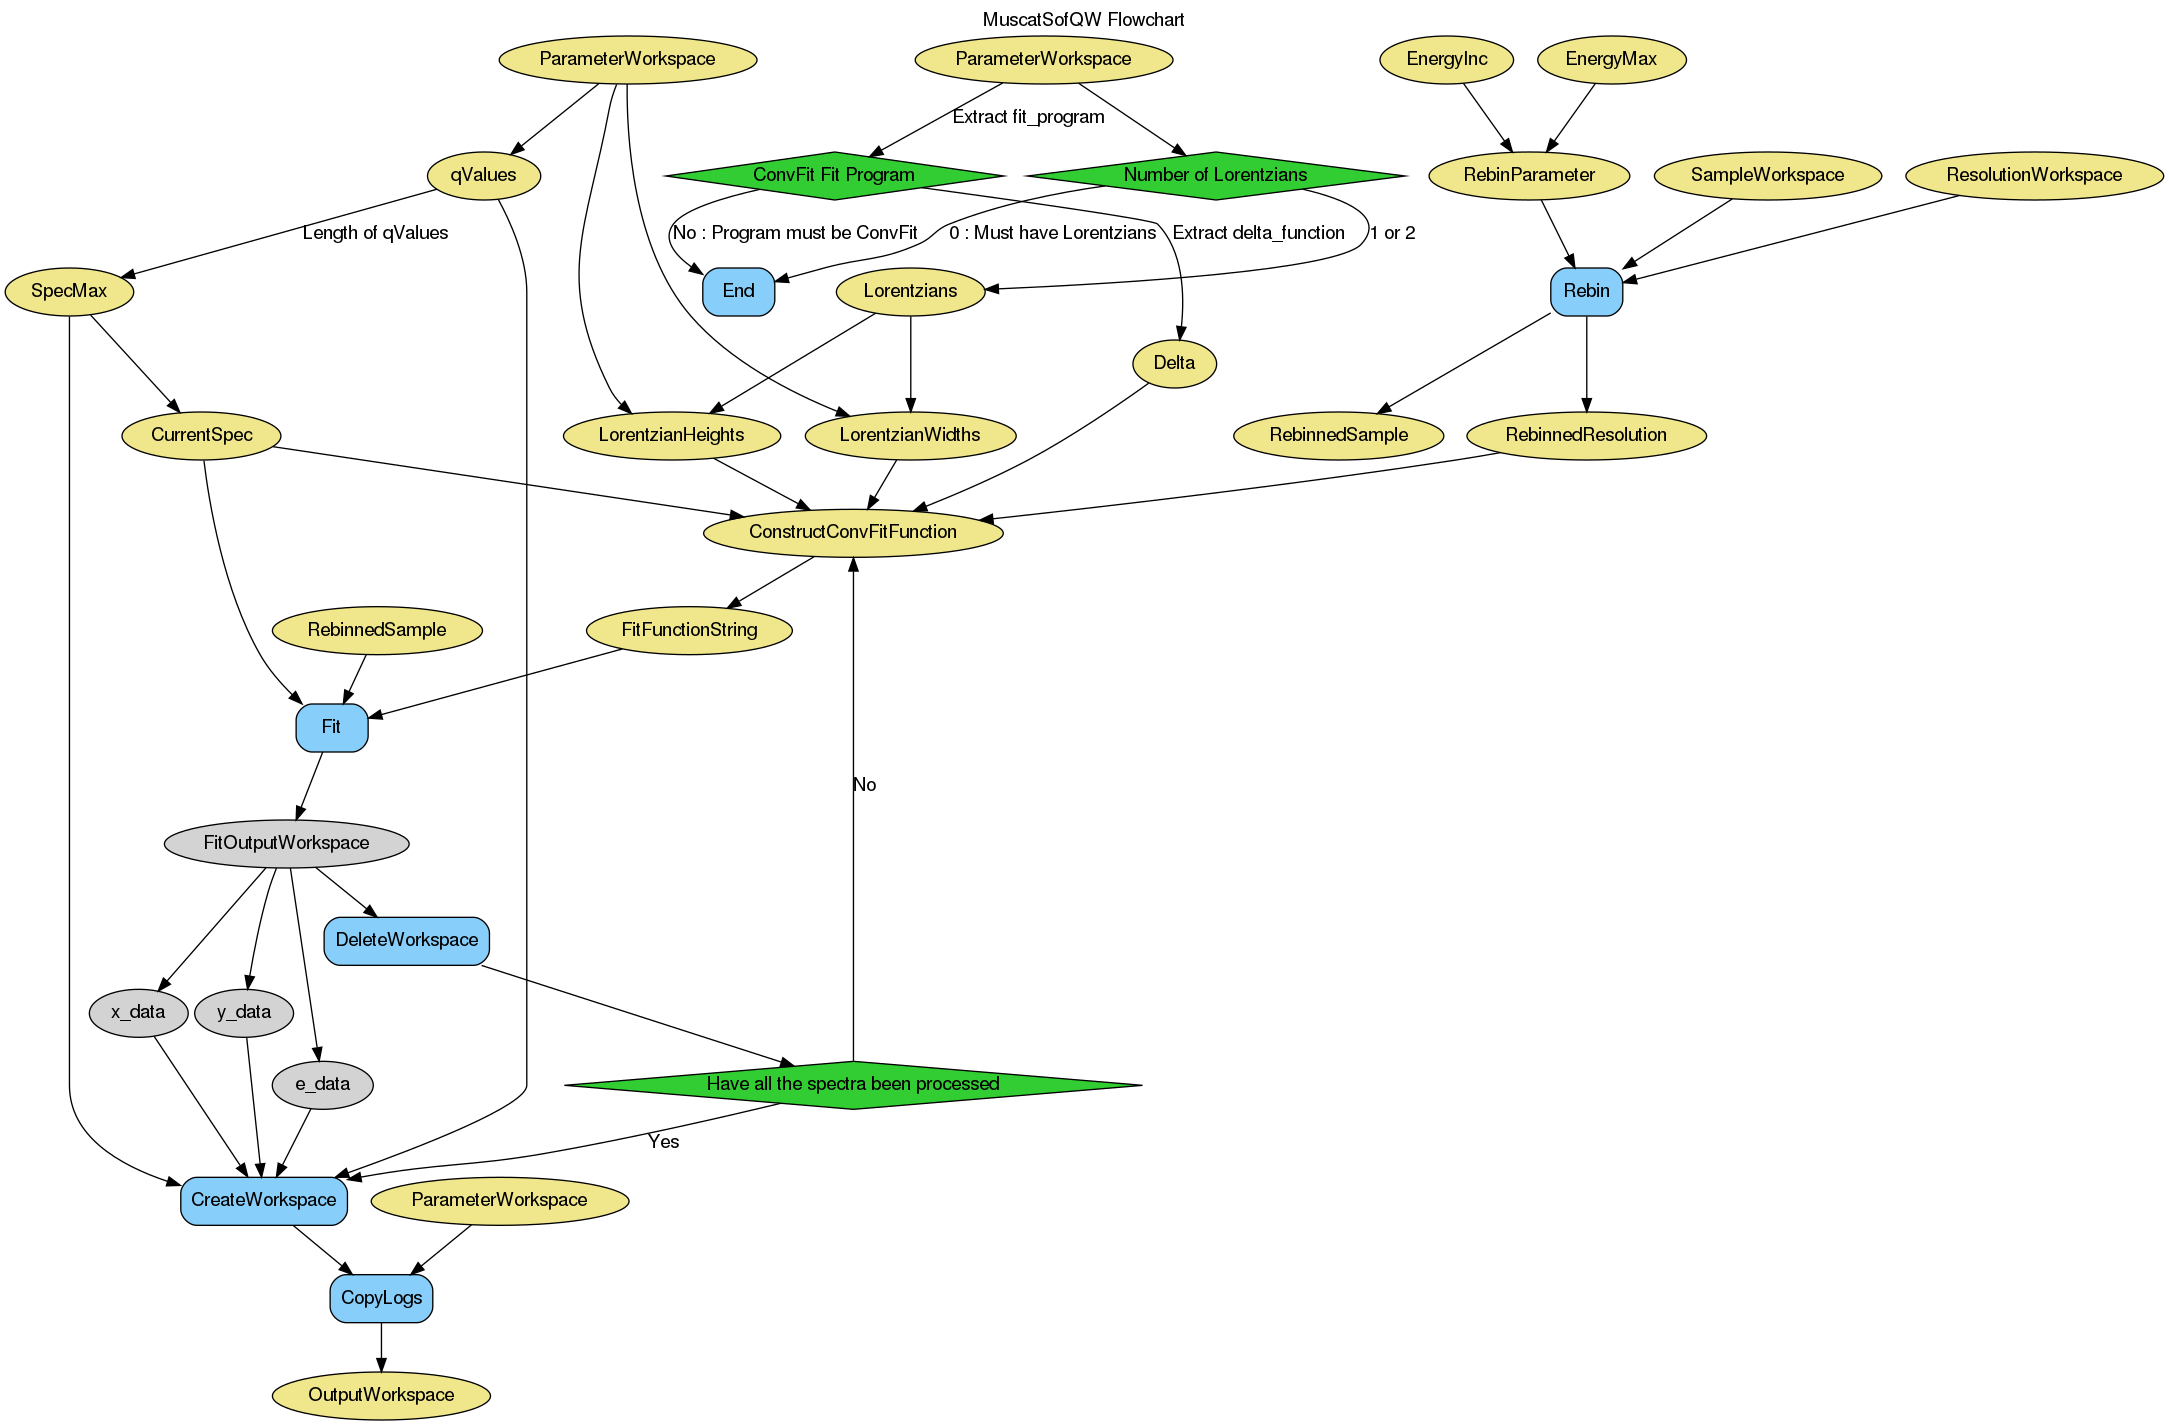 MuscatSofQW Flowchart
ParameterWorkspace
ParameterWorkspace
EnergyInc
EnergyMax
Extract fit_program
qValues
ConvFit Fit Program
Number of Lorentzians
RebinParameter
SampleWorkspace
ResolutionWorkspace
Length of qValues
No : Program must be ConvFit
0 : Must have Lorentzians
Extract delta_function
1 or 2
SpecMax
End
Lorentzians
Rebin
Delta
CurrentSpec
LorentzianHeights
LorentzianWidths
RebinnedSample
RebinnedResolution
ConstructConvFitFunction
RebinnedSample
FitFunctionString
Fit
No
FitOutputWorkspace
DeleteWorkspace
x_data
y_data
e_data
Have all the spectra been processed
Yes
CreateWorkspace
ParameterWorkspace
CopyLogs
OutputWorkspace